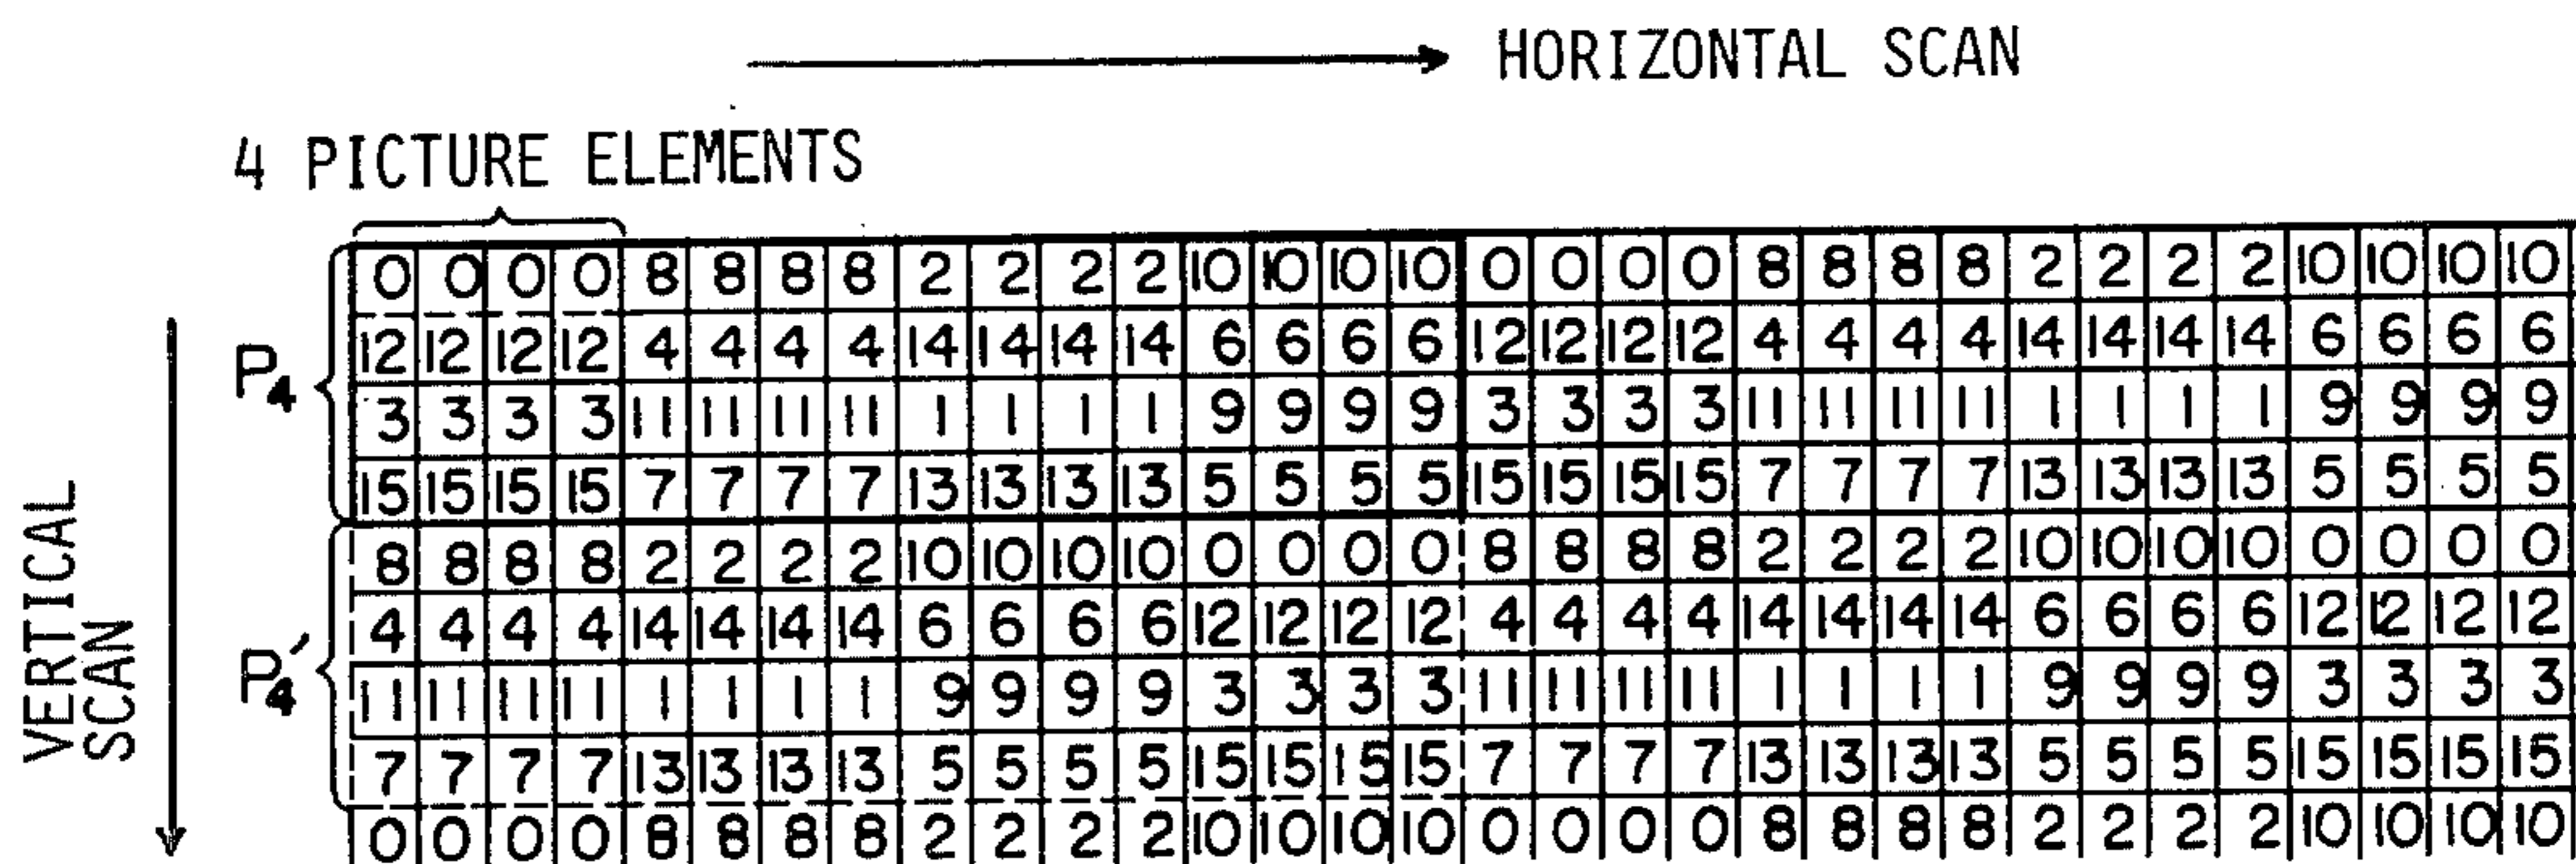 HORIZONTAL SCAN
4 PICTURE ELEMENTS
0 0 0 0 8 8 8 8 2 2 2 2 10 10 10 10 0 0 0 0 8 8 8 8 2 2 2 2 10 10 10 10
12 12 12 12 4 4 4 4 14 14 14 14 6 6 6 6 12 12 12 12 4 4 4 4 14 14 14 14 6 6 6 6
P4
3 3 3 3 11 11 11 11 1 1 1 1 9 9 9 9 3 3 3 3 11 11 11 11 1 1 1 1 9 9 9 9
15 15 15 15 7 7 7 7 13 13 13 13 5 5 5 5 15 15 15 15 7 7 7 7 13 13 13 13 5 5 5 5
8 8 8 8 2 2 2 2 10 10 10 10 0 0 0 0 8 8 8 8 2 2 2 2 10 10 10 10 0 0 0 0
4 4 4 4 14 14 14 14 6 6 6 6 12 12 12 12 4 4 4 4 14 14 14 14 6 6 6 6 12 12 12 12
P4′
11 11 11 11 1 1 1 1 9 9 9 9 3 3 3 3 11 11 11 11 1 1 1 1 9 9 9 9 3 3 3 3
7 7 7 7 13 13 13 13 5 5 5 5 15 15 15 15 7 7 7 7 13 13 13 13 5 5 5 5 15 15 15 15
0 0 0 0 8 8 8 8 2 2 2 2 10 10 10 10 0 0 0 0 8 8 8 8 2 2 2 2 10 10 10 10
VERTICAL
SCAN